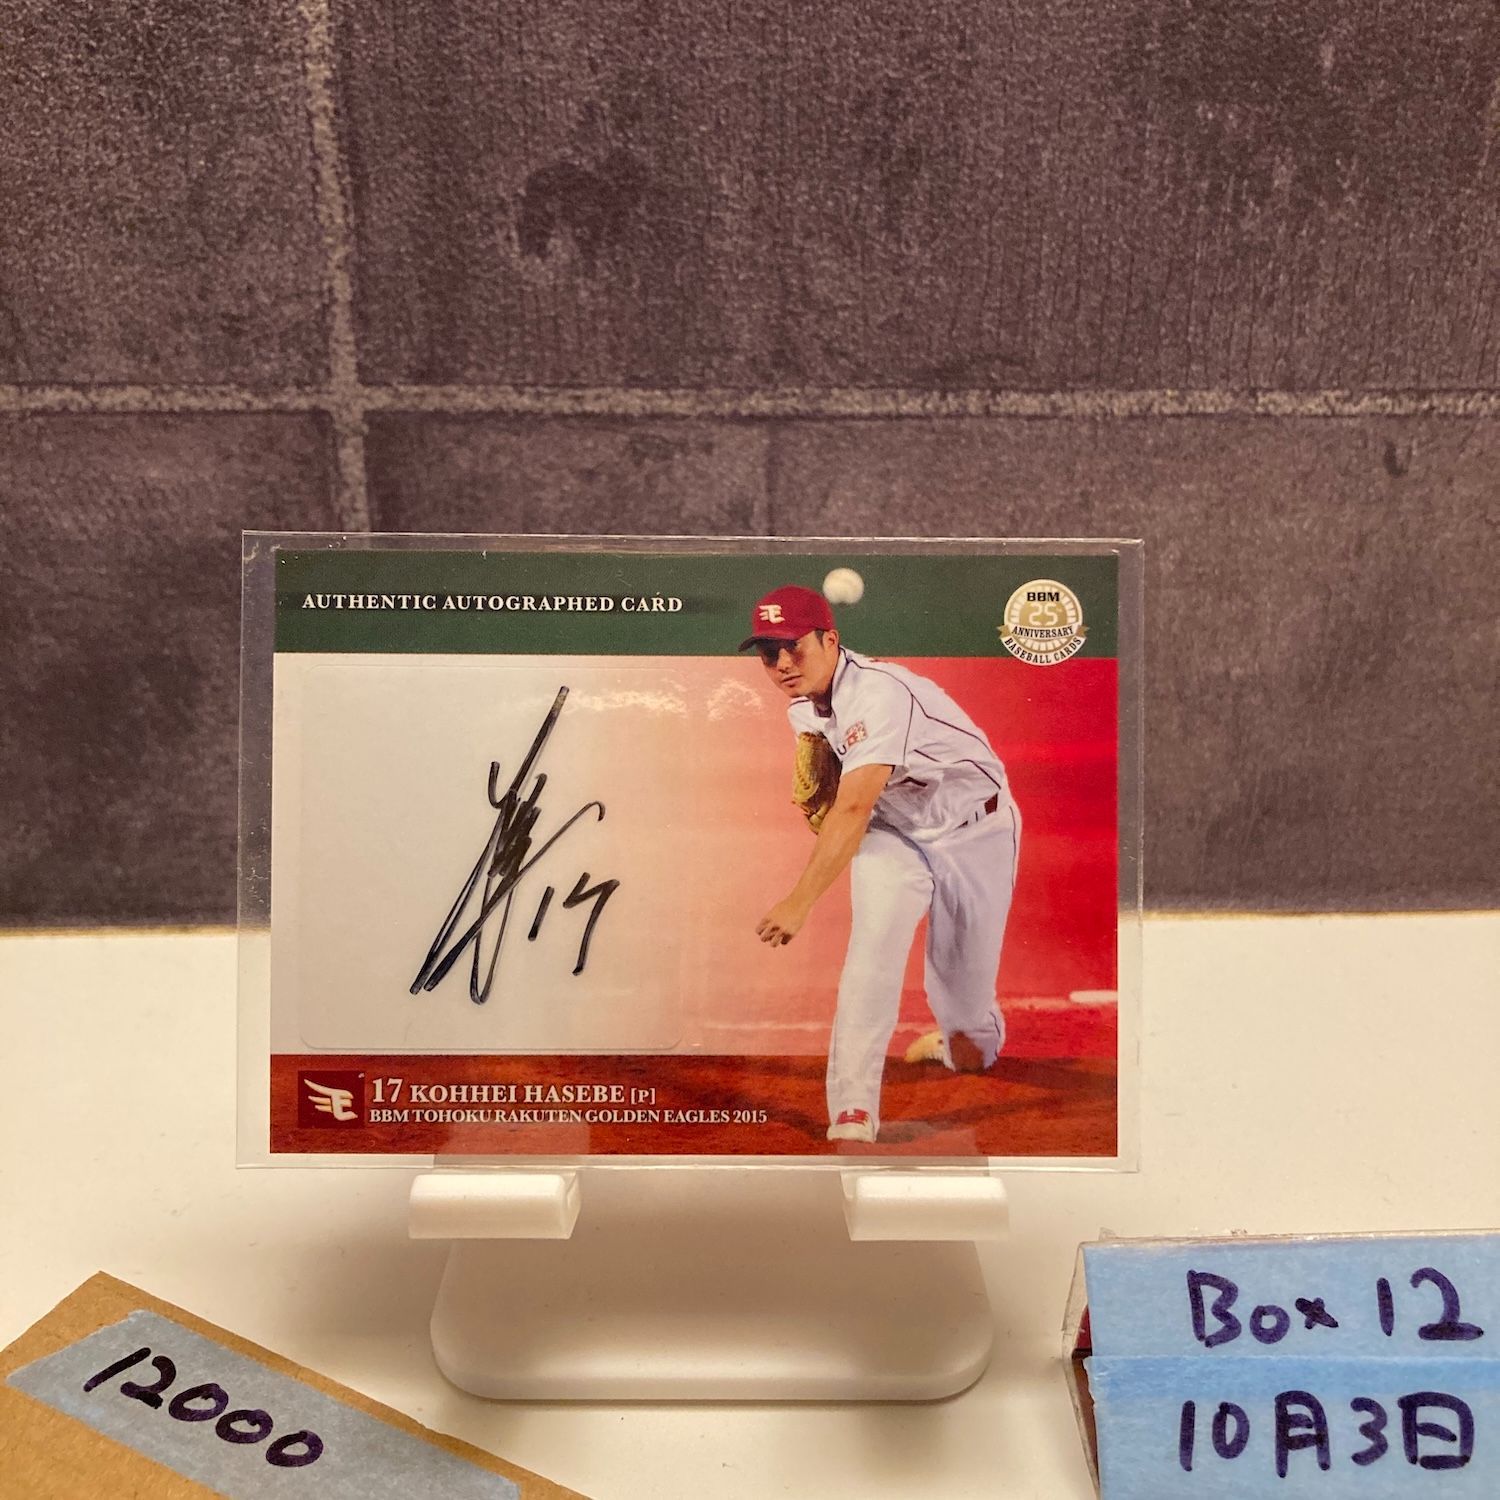 AUTHENTIC AUTOGRAPHED CARD
BBM
25
ANNIVERSARY
BASEBALL CARDS
17
17 KOHHEI HASEBE [P]
BBM TOHOKU RAKUTEN GOLDEN EAGLES 2015
12000
Box 12
10月3日